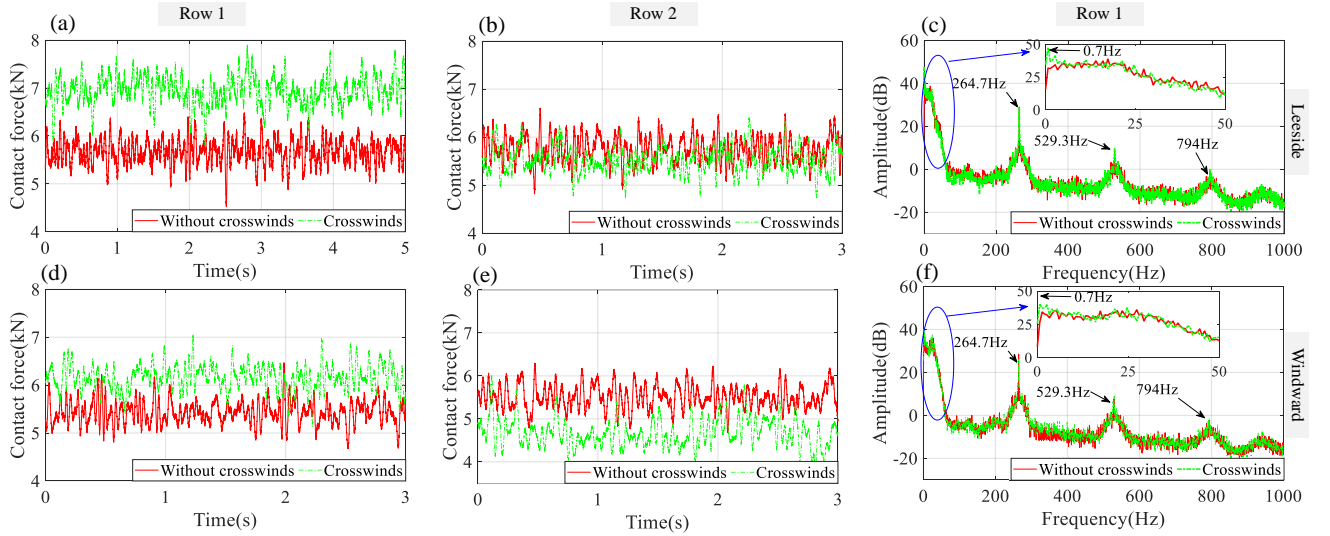 Row 1
Row 2
Row 1
(a)
8
7
6
5
4
Contact force(kN)
Without crosswinds
Crosswinds
0
1
2
3
4
5
Time(s)
(b)
8
7
6
5
4
Contact force(kN)
Without crosswinds
Crosswinds
0
1
2
3
Time(s)
(c)
60
40
20
0
-20
Amplitude(dB)
50
25
0
0
25
50
0.7Hz
264.7Hz
529.3Hz
794Hz
Without crosswinds
Crosswinds
0
200
400
600
800
1000
Frequency(Hz)
Leeside
(d)
8
7
6
5
4
Contact force(kN)
Without crosswinds
Crosswinds
0
1
2
3
Time(s)
(e)
8
7
6
5
4
Contact force(kN)
Without crosswinds
Crosswinds
0
1
2
3
Time(s)
(f)
60
40
20
0
-20
Amplitude(dB)
50
25
0
0
25
50
0.7Hz
264.7Hz
529.3Hz
794Hz
Without crosswinds
Crosswinds
0
200
400
600
800
1000
Frequency(Hz)
Windward